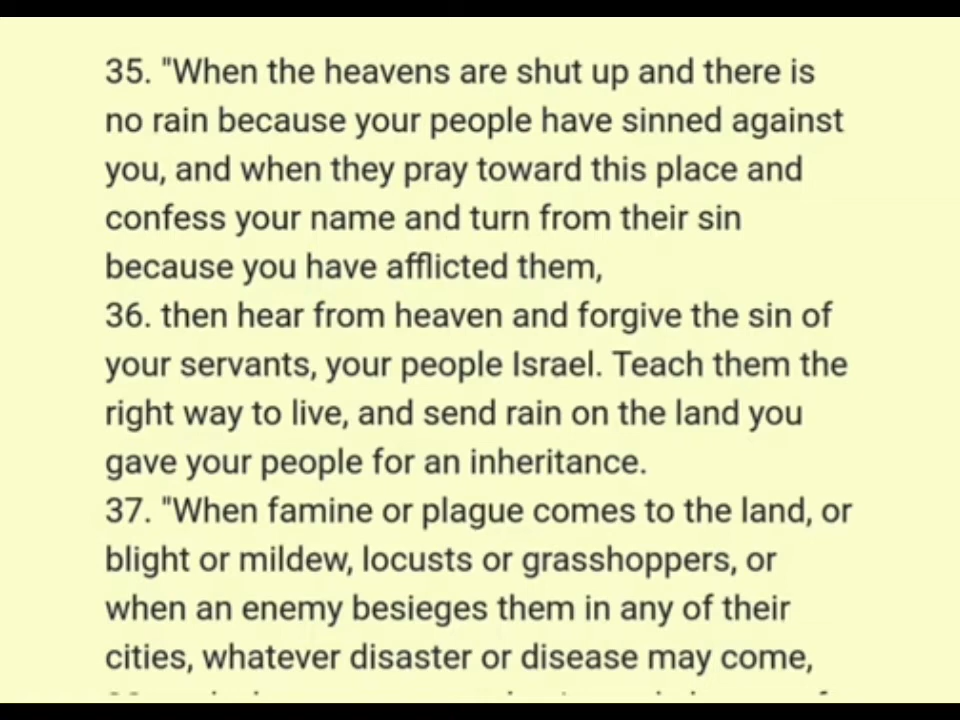 35. "When the heavens are shut up and there is
no rain because your people have sinned against
you, and when they pray toward this place and
confess your name and turn from their sin
because you have afflicted them,
36. then hear from heaven and forgive the sin of
your servants, your people Israel. Teach them the
right way to live, and send rain on the land you
gave your people for an inheritance.
37. "When famine or plague comes to the land, or
blight or mildew, locusts or grasshoppers, or
when an enemy besieges them in any of their
cities, whatever disaster or disease may come,